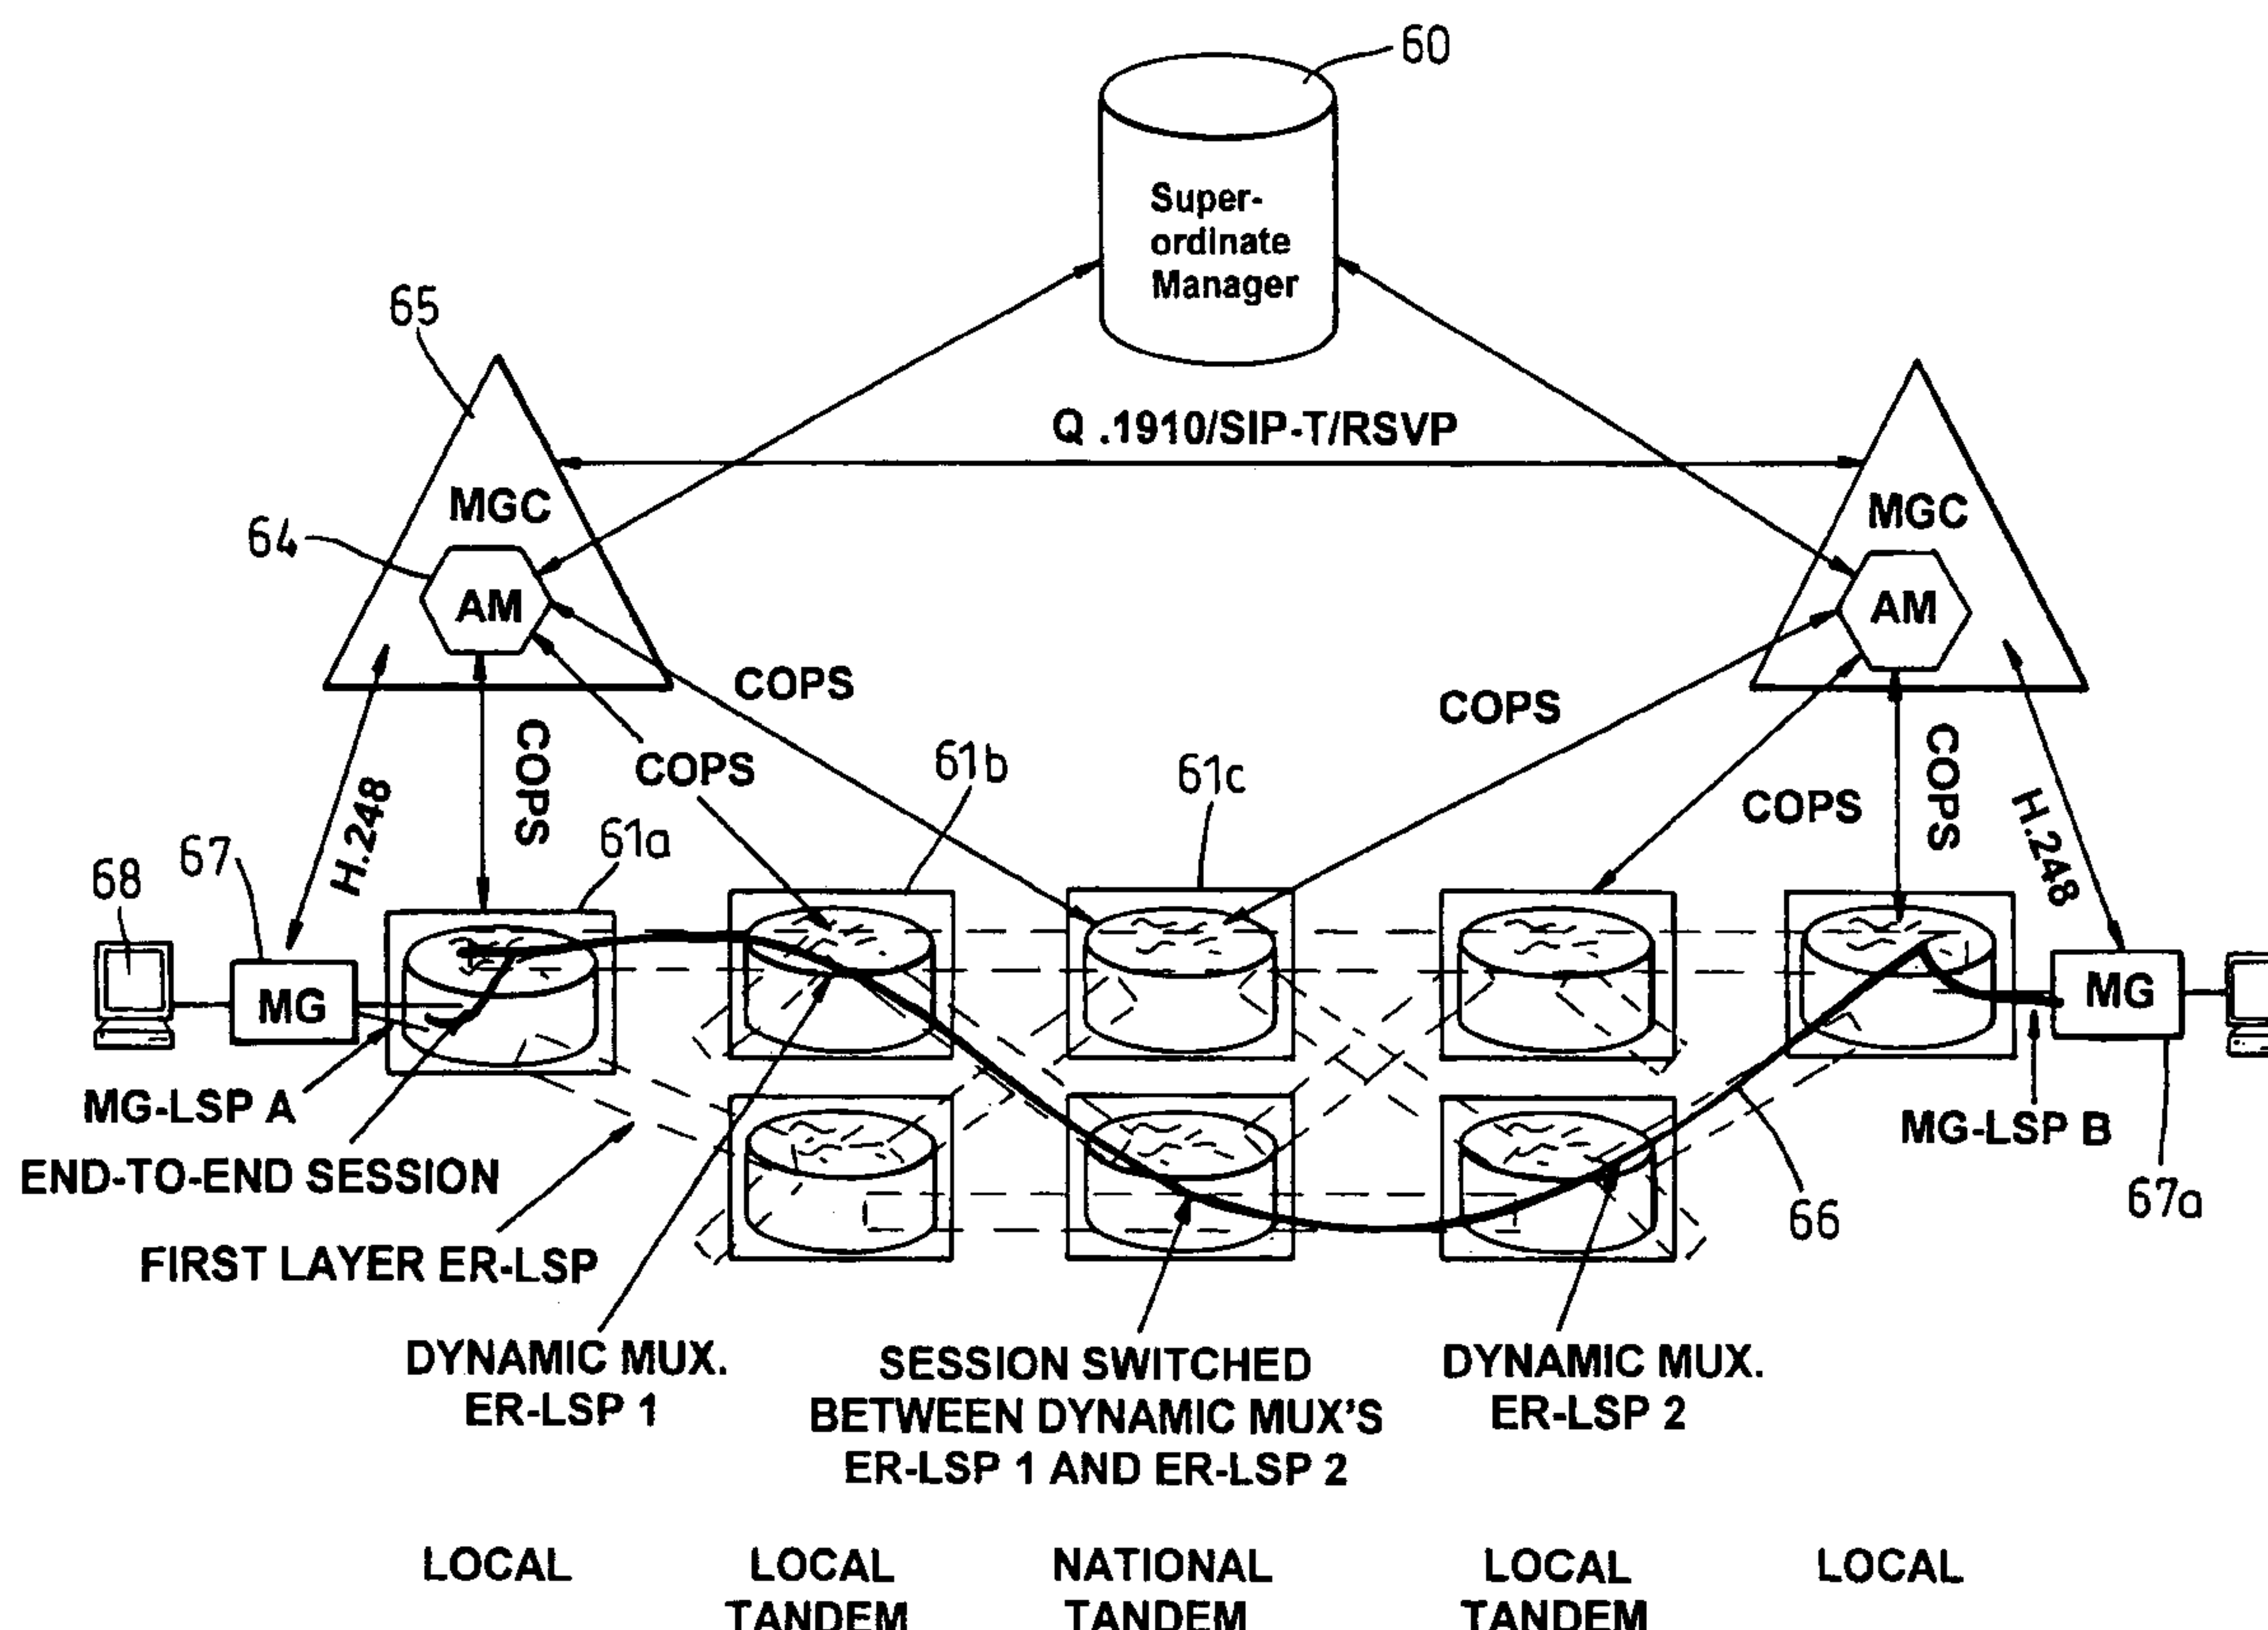 60
Super-
ordinate
Manager
65
Q .1910/SIP-T/RSVP
MGC
MGC
64
AM
AM
COPS
COPS
COPS
COPS
COPS
COPS
61b
61c
H.248
H.248
61a
67
68
MG
MG
MG-LSP A
MG-LSP B
END-TO-END SESSION
67a
66
FIRST LAYER ER-LSP
DYNAMIC MUX.
ER-LSP 1
SESSION SWITCHED
BETWEEN DYNAMIC MUX'S
ER-LSP 1 AND ER-LSP 2
DYNAMIC MUX.
ER-LSP 2
LOCAL
LOCAL
TANDEM
NATIONAL
TANDEM
LOCAL
TANDEM
LOCAL